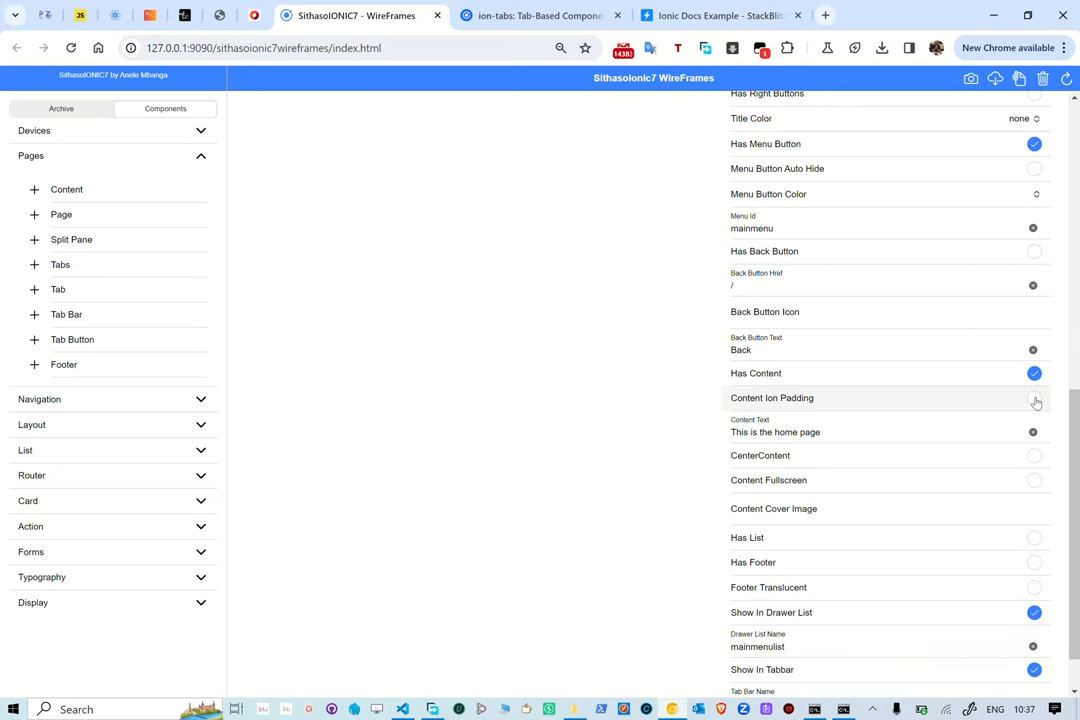 SithasoIONIC7 - WireFrames
ion-tabs: Tab-Based Compone
Ionic Docs Example - StackBlit
127.0.0.1:9090/sithasoionic7wireframes/index.html
14383
T
1
New Chrome available
SithasoIONIC7 by Anele Mbanga
SithasoIonic7 WireFrames
Archive
Components
Devices
Pages
Content
Page
Split Pane
Tabs
Tab
Tab Bar
Tab Button
Footer
Navigation
Layout
List
Router
Card
Action
Forms
Typography
Display
Has Right Buttons
Title Color
none
Has Menu Button
Menu Button Auto Hide
Menu Button Color
Menu Id
mainmenu
Has Back Button
Back Button Href
/
Back Button Icon
Back Button Text
Back
Has Content
Content Ion Padding
Content Text
This is the home page
CenterContent
Content Fullscreen
Content Cover Image
Has List
Has Footer
Footer Translucent
Show In Drawer List
Drawer List Name
mainmenulist
Show In Tabbar
Tab Bar Name
Search
ENG
10:37